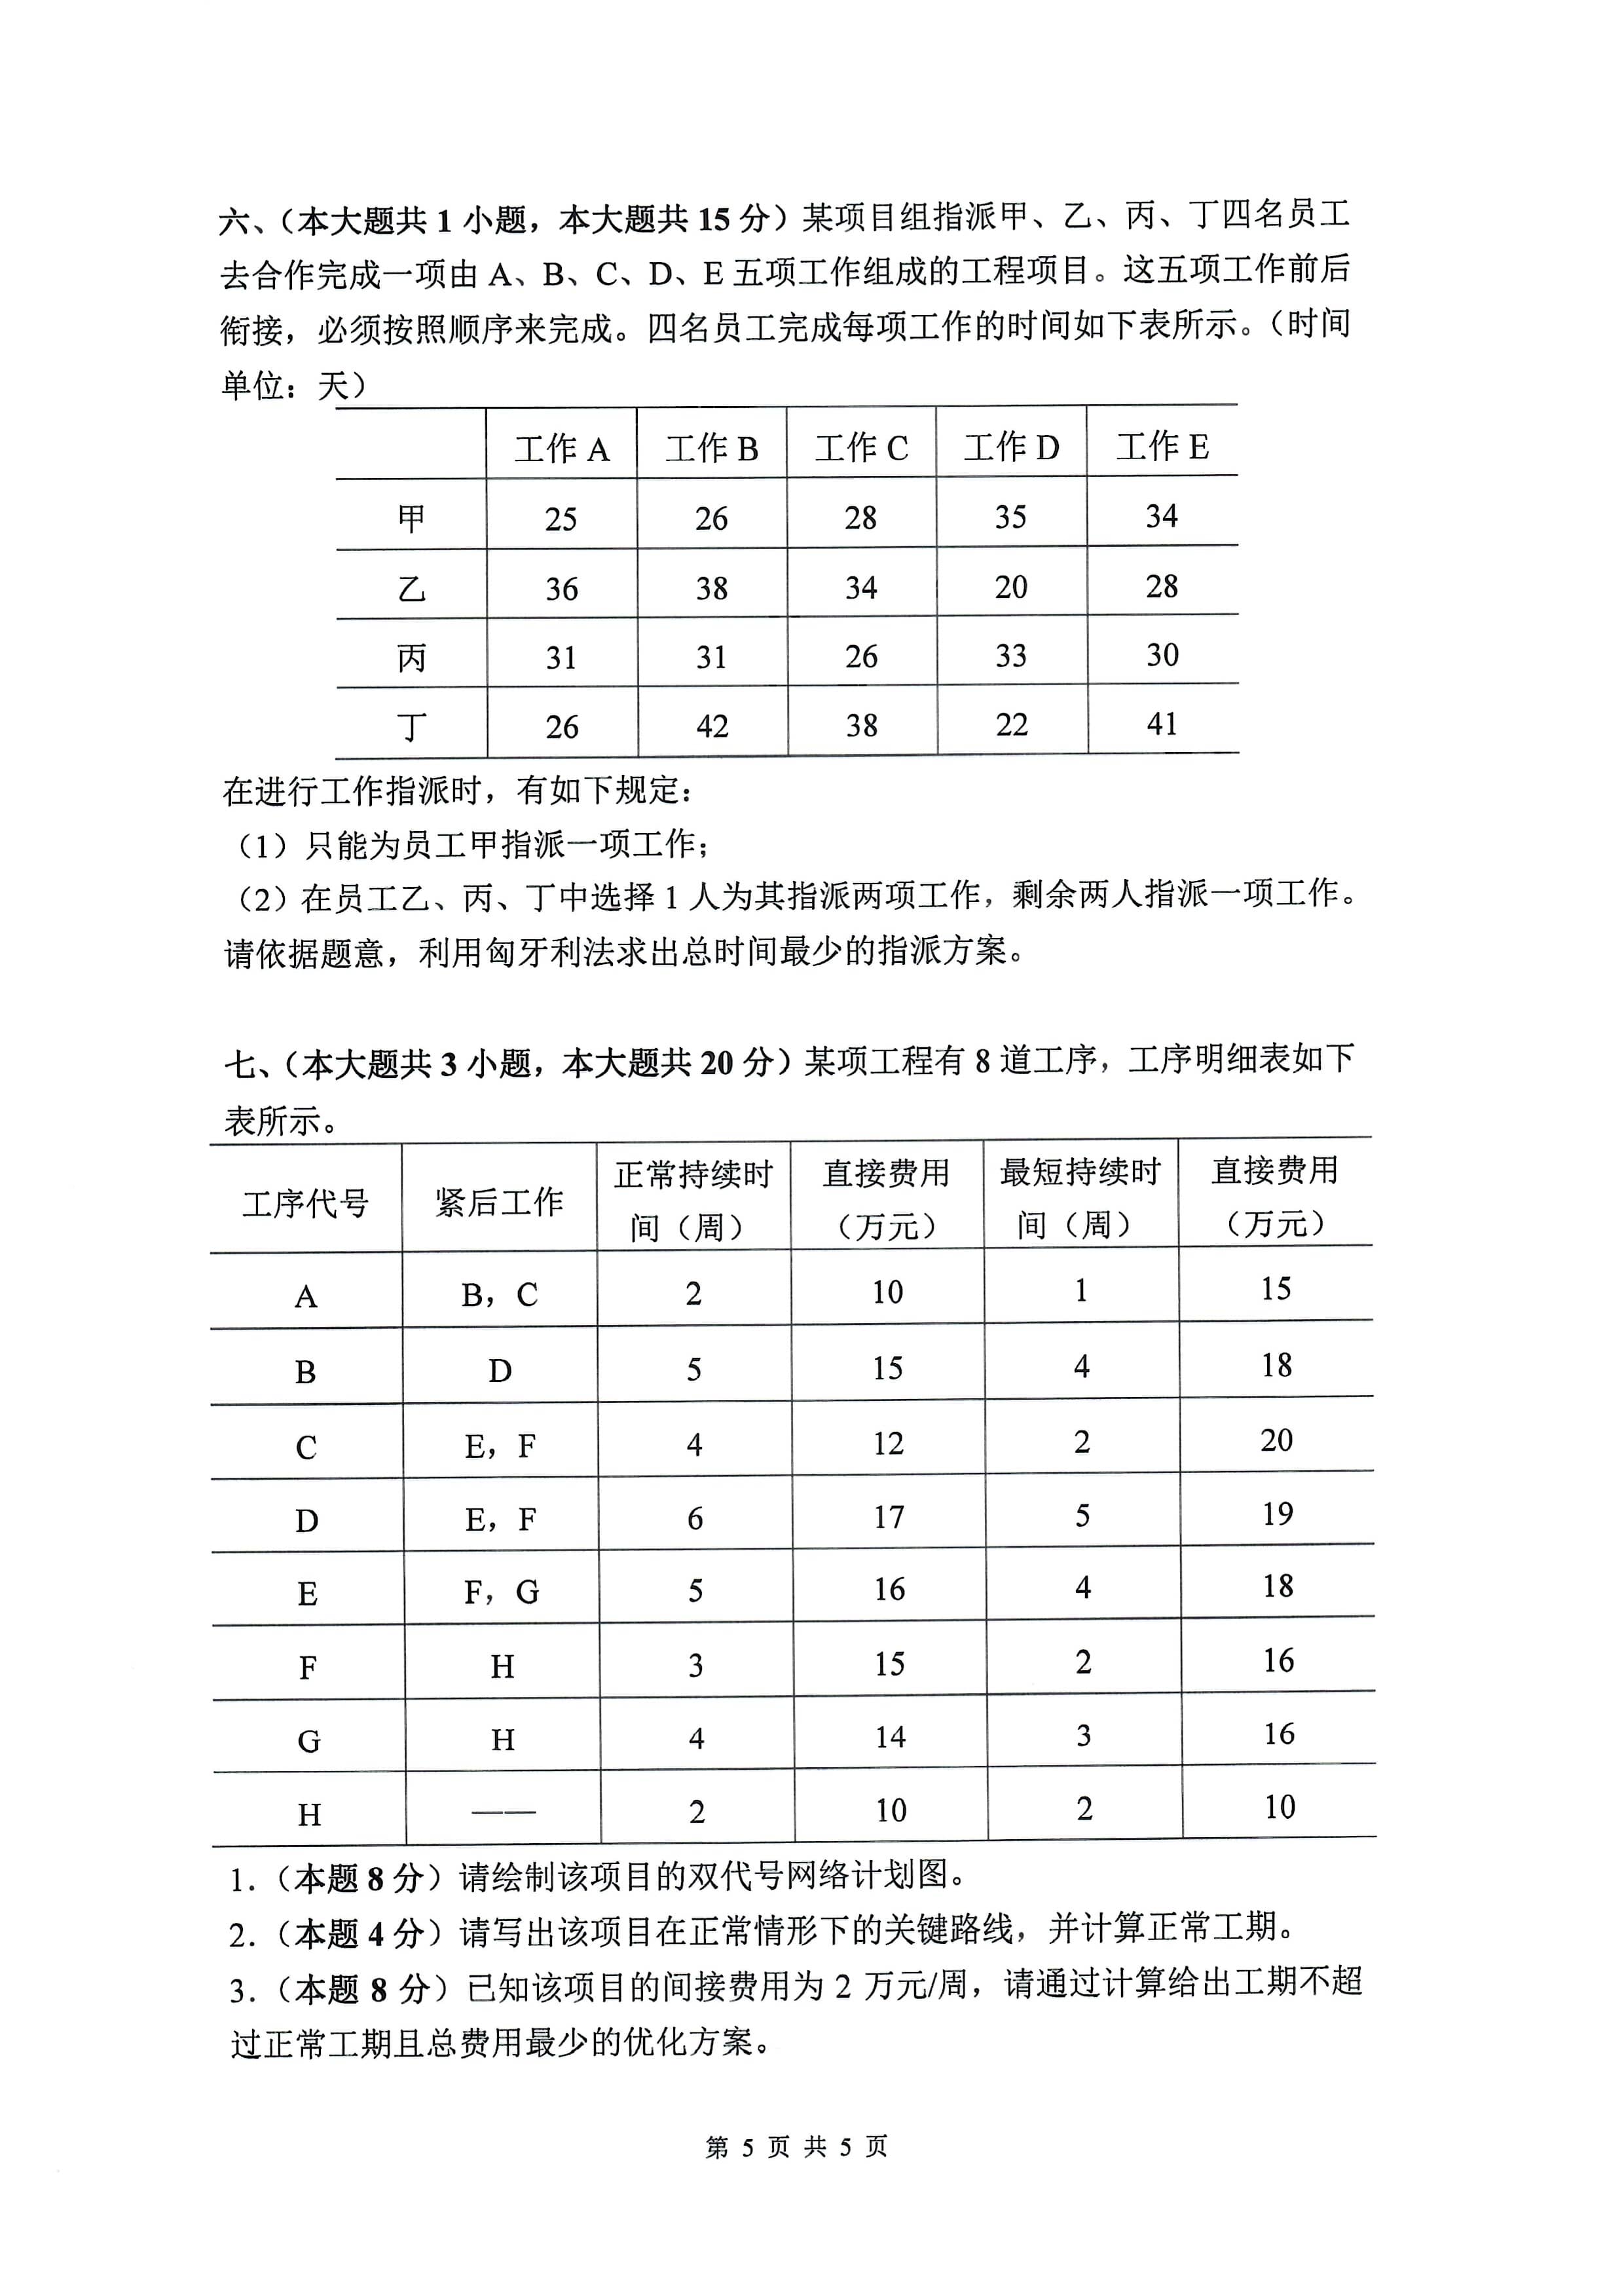 六、（本大题共 1 小题，本大题共 15 分）某项目组指派甲、乙、丙、丁四名员工
去合作完成一项由 A、B、C、D、E 五项工作组成的工程项目。这五项工作前后
衔接，必须按照顺序来完成。四名员工完成每项工作的时间如下表所示。（时间
单位：天）
工作 A 工作 B 工作 C 工作 D 工作 E
甲 25 26 28 35 34
乙 36 38 34 20 28
丙 31 31 26 33 30
丁 26 42 38 22 41
在进行工作指派时，有如下规定：
（1）只能为员工甲指派一项工作；
（2）在员工乙、丙、丁中选择 1 人为其指派两项工作，剩余两人指派一项工作。
请依据题意，利用匈牙利法求出总时间最少的指派方案。
七、（本大题共 3 小题，本大题共 20 分）某项工程有 8 道工序，工序明细表如下
表所示。
工序代号 紧后工作 正常持续时间（周） 直接费用（万元） 最短持续时间（周） 直接费用（万元）
A B，C 2 10 1 15
B D 5 15 4 18
C E，F 4 12 2 20
D E，F 6 17 5 19
E F，G 5 16 4 18
F H 3 15 2 16
G H 4 14 3 16
H —— 2 10 2 10
1.（本题 8 分）请绘制该项目的双代号网络计划图。
2.（本题 4 分）请写出该项目在正常情形下的关键路线，并计算正常工期。
3.（本题 8 分）已知该项目的间接费用为 2 万元/周，请通过计算给出工期不超
过正常工期且总费用最少的优化方案。
第 5 页 共 5 页